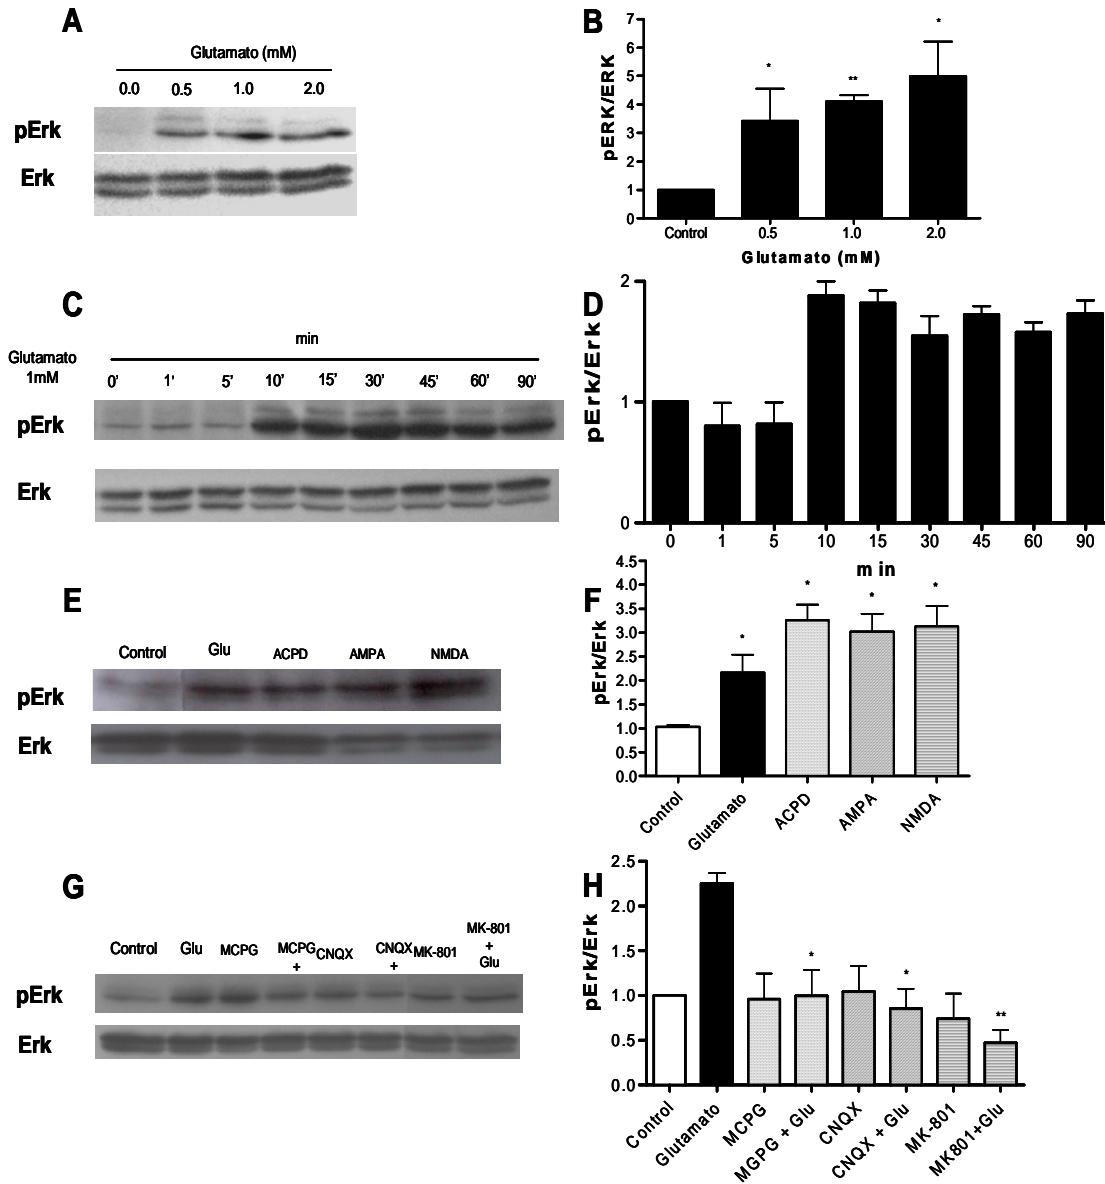 A
Glutamato (mM)
0.0 0.5 1.0 2.0
pErk
Erk
B
7
6
5
4
3
2
1
0
pERK/ERK
*
**
*
Control 0.5 1.0 2.0
Glutamato (mM)
C
min
Glutamato
1mM
0' 1' 5' 10' 15' 30' 45' 60' 90'
pErk
Erk
D
2
1
0
pErk/Erk
0 1 5 10 15 30 45 60 90
min
E
Control Glu ACPD AMPA NMDA
pErk
Erk
F
4.5
4.0
3.5
3.0
2.5
2.0
1.5
1.0
0.5
0.0
pErk/Erk
*
*
*
*
Control Glutamato ACPD AMPA NMDA
G
Control Glu MCPG MCPG CNQX CNQX MK-801 MK-801
+ + +
Glu
pErk
Erk
H
2.5
2.0
1.5
1.0
0.5
0.0
pErk/Erk
*
*
**
Control Glutamato MCPG MGPG + Glu CNQX CNQX + Glu MK-801 MK801+Glu